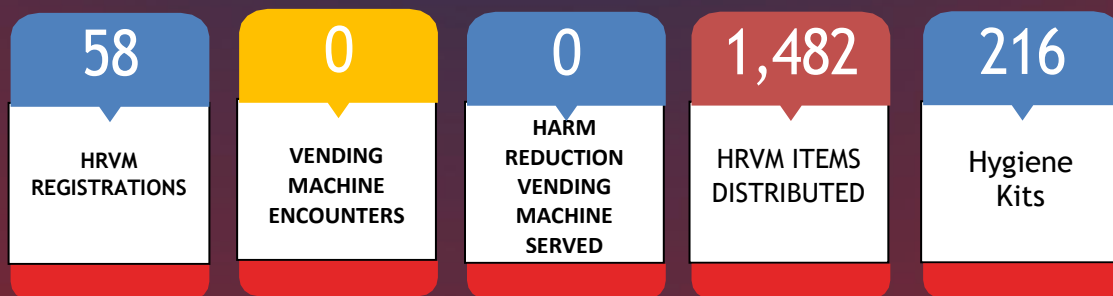 58
HRVM
REGISTRATIONS
0
VENDING
MACHINE
ENCOUNTERS
0
HARM
REDUCTION
VENDING
MACHINE
SERVED
1,482
HRVM ITEMS
DISTRIBUTED
216
Hygiene
Kits